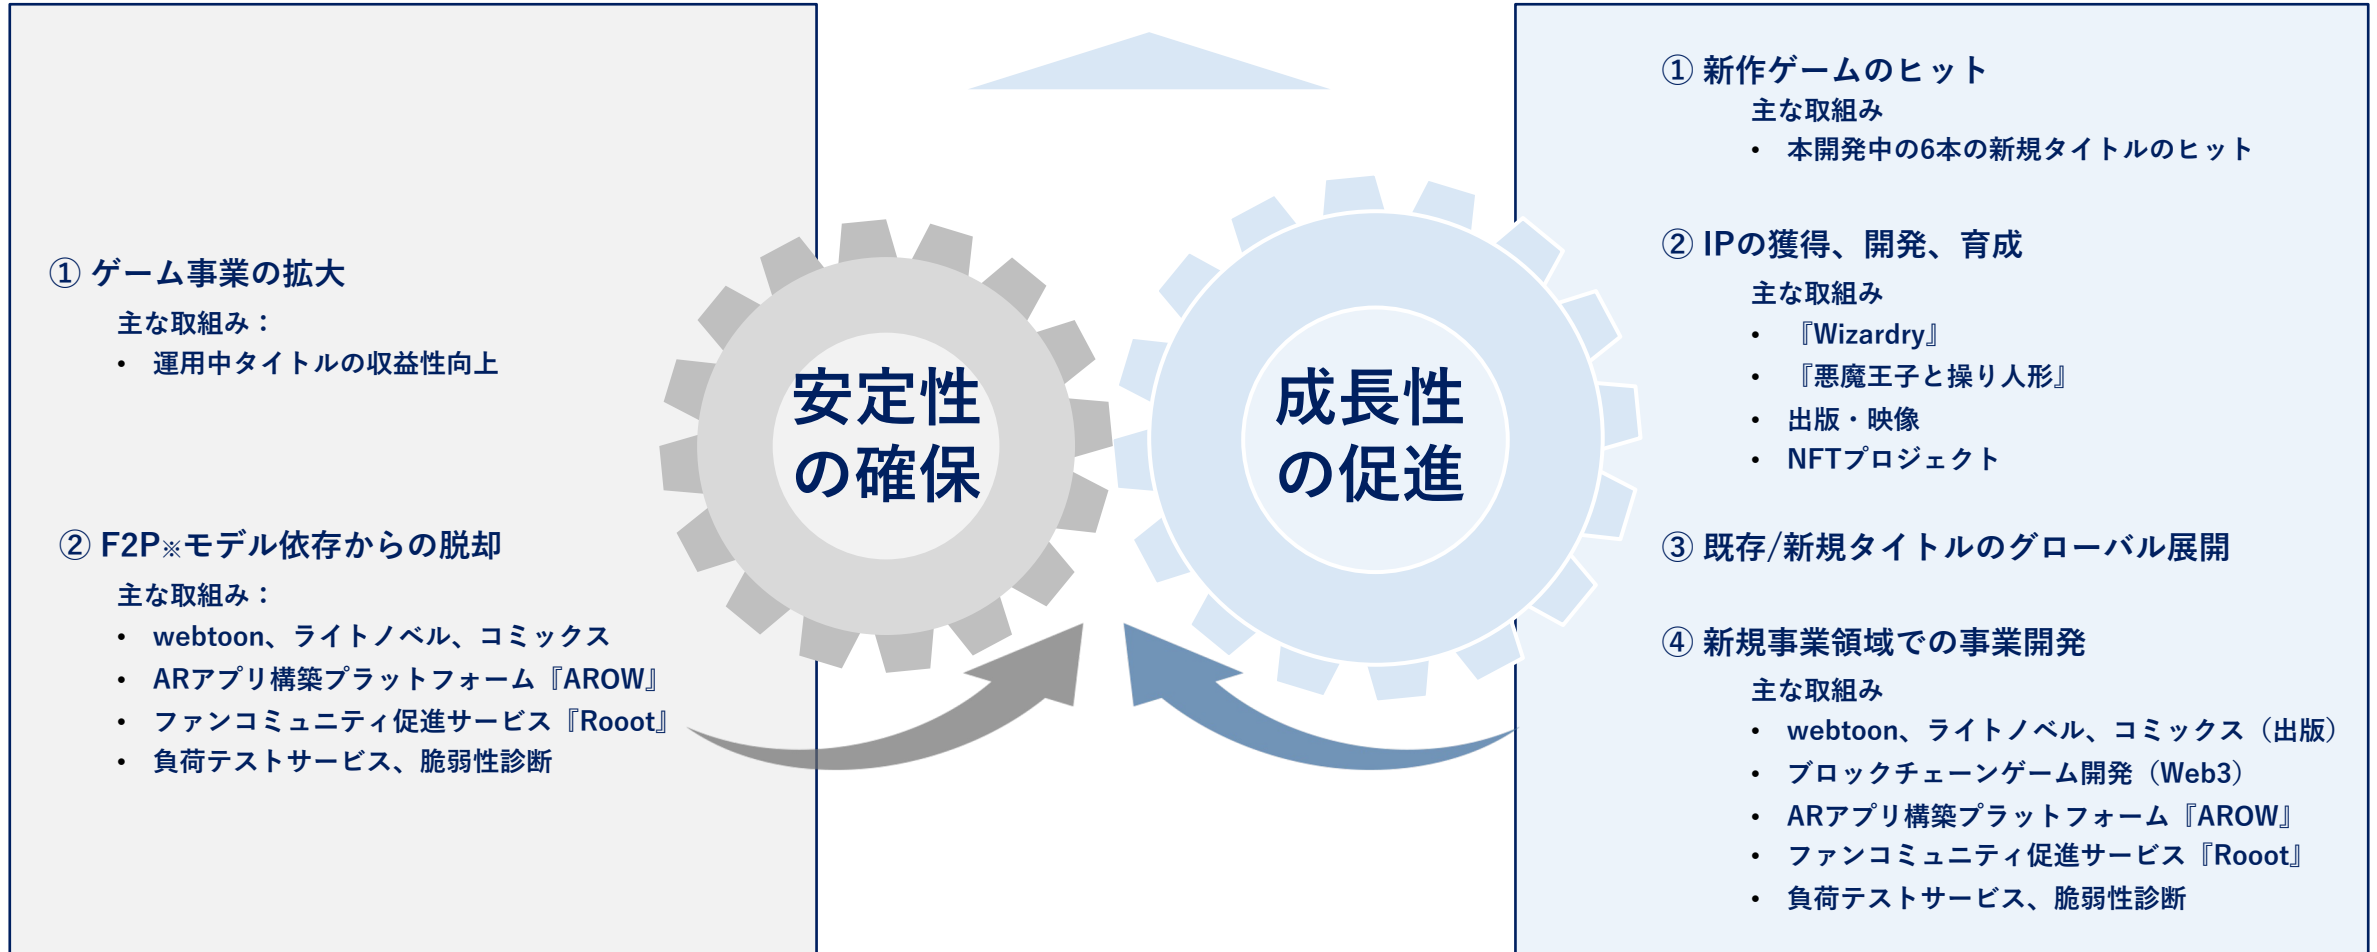 ① ゲーム事業の拡大
主な取組み：
• 運用中タイトルの収益性向上
② F2P※モデル依存からの脱却
主な取組み：
• webtoon、ライトノベル、コミックス
• ARアプリ構築プラットフォーム『AROW』
• ファンコミュニティ促進サービス『Rooot』
• 負荷テストサービス、脆弱性診断
安定性
の確保
成長性
の促進
① 新作ゲームのヒット
主な取組み
• 本開発中の6本の新規タイトルのヒット
② IPの獲得、開発、育成
主な取組み
• 『Wizardry』
• 『悪魔王子と操り人形』
• 出版・映像
• NFTプロジェクト
③ 既存/新規タイトルのグローバル展開
④ 新規事業領域での事業開発
主な取組み
• webtoon、ライトノベル、コミックス（出版）
• ブロックチェーンゲーム開発（Web3）
• ARアプリ構築プラットフォーム『AROW』
• ファンコミュニティ促進サービス『Rooot』
• 負荷テストサービス、脆弱性診断